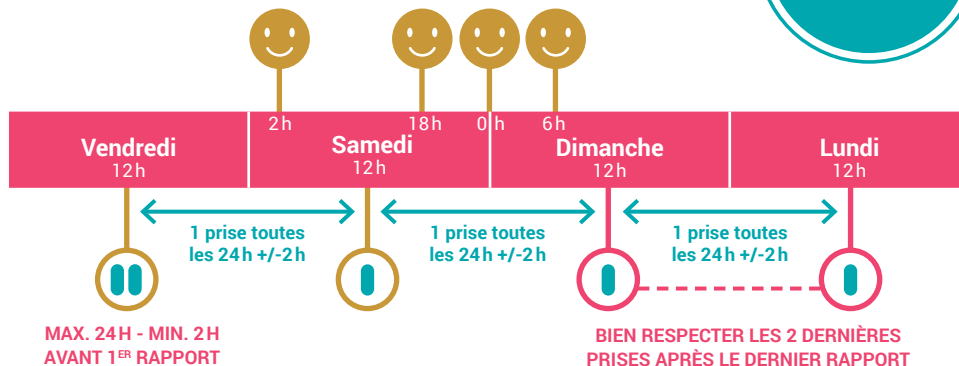 2h
18h
0h
6h
Vendredi
12h
Samedi
12h
Dimanche
12h
Lundi
12h
1 prise toutes
les 24h +/-2h
1 prise toutes
les 24h +/-2h
1 prise toutes
les 24h +/-2h
MAX. 24H - MIN. 2H
AVANT 1ER RAPPORT
BIEN RESPECTER LES 2 DERNIÈRES
PRISES APRÈS LE DERNIER RAPPORT